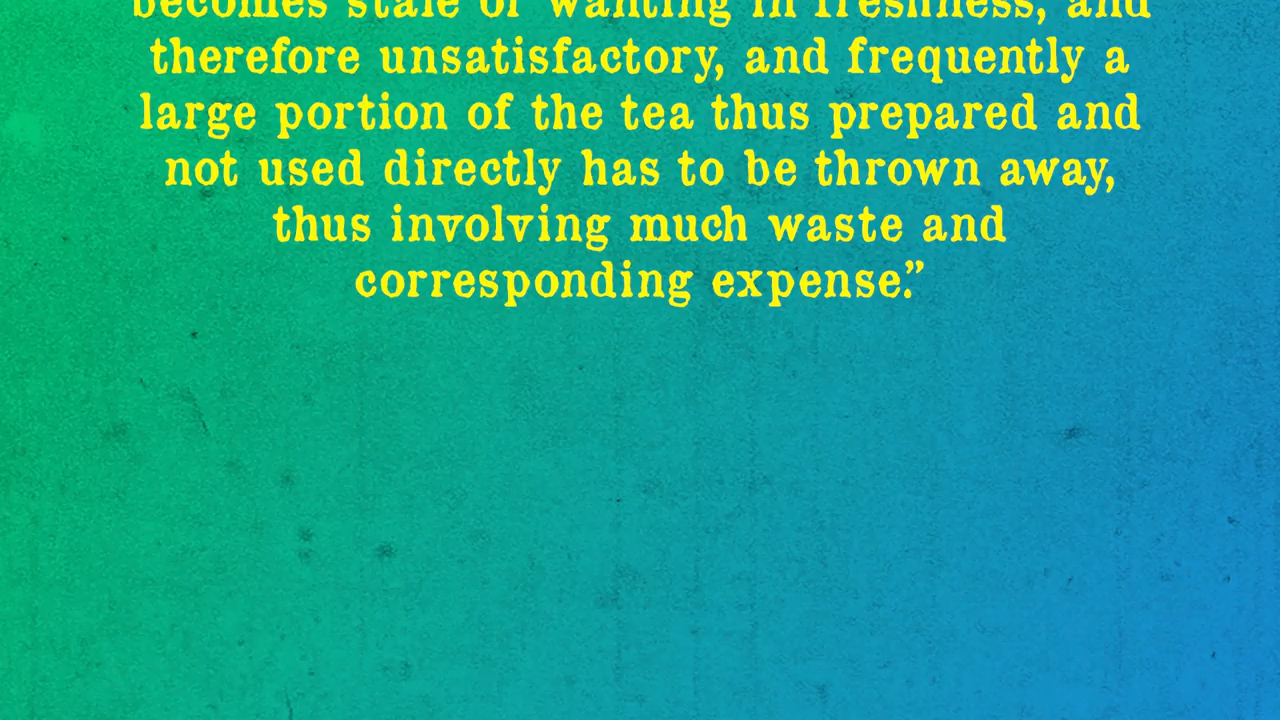 becomes stale or wanting in freshness, and
therefore unsatisfactory, and frequently a
large portion of the tea thus prepared and
not used directly has to be thrown away,
thus involving much waste and
corresponding expense.”